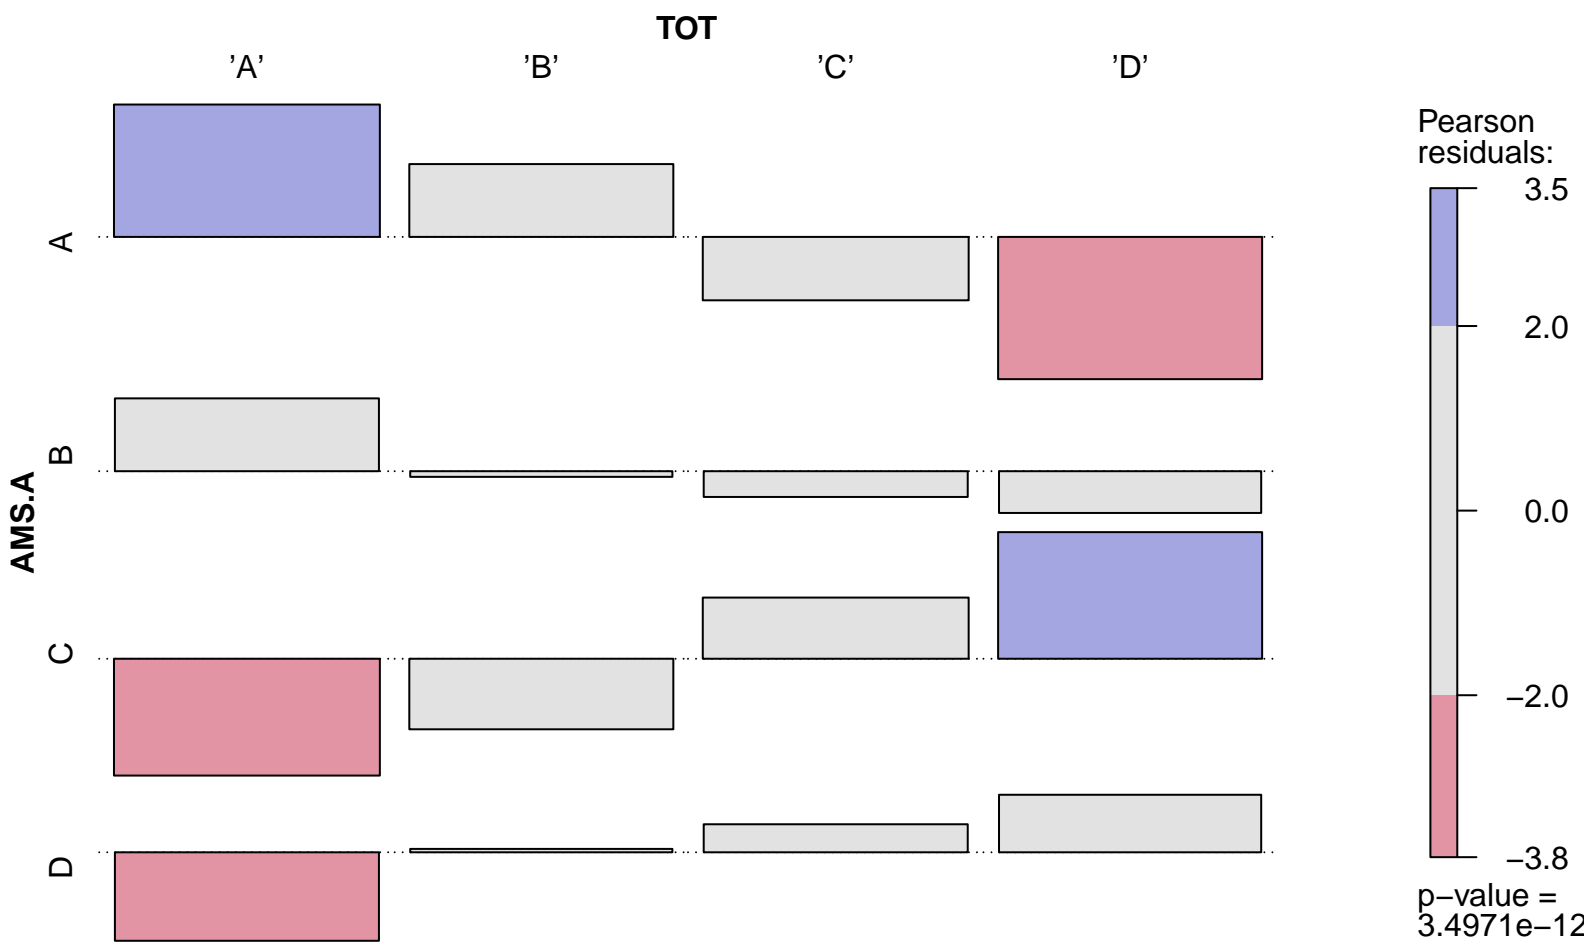 TOT
’A’ ’B’ ’C’ ’D’
AMS.A
A
B
C
D
Pearson
residuals:
3.5
2.0
0.0
−2.0
−3.8
p−value =
3.4971e−12